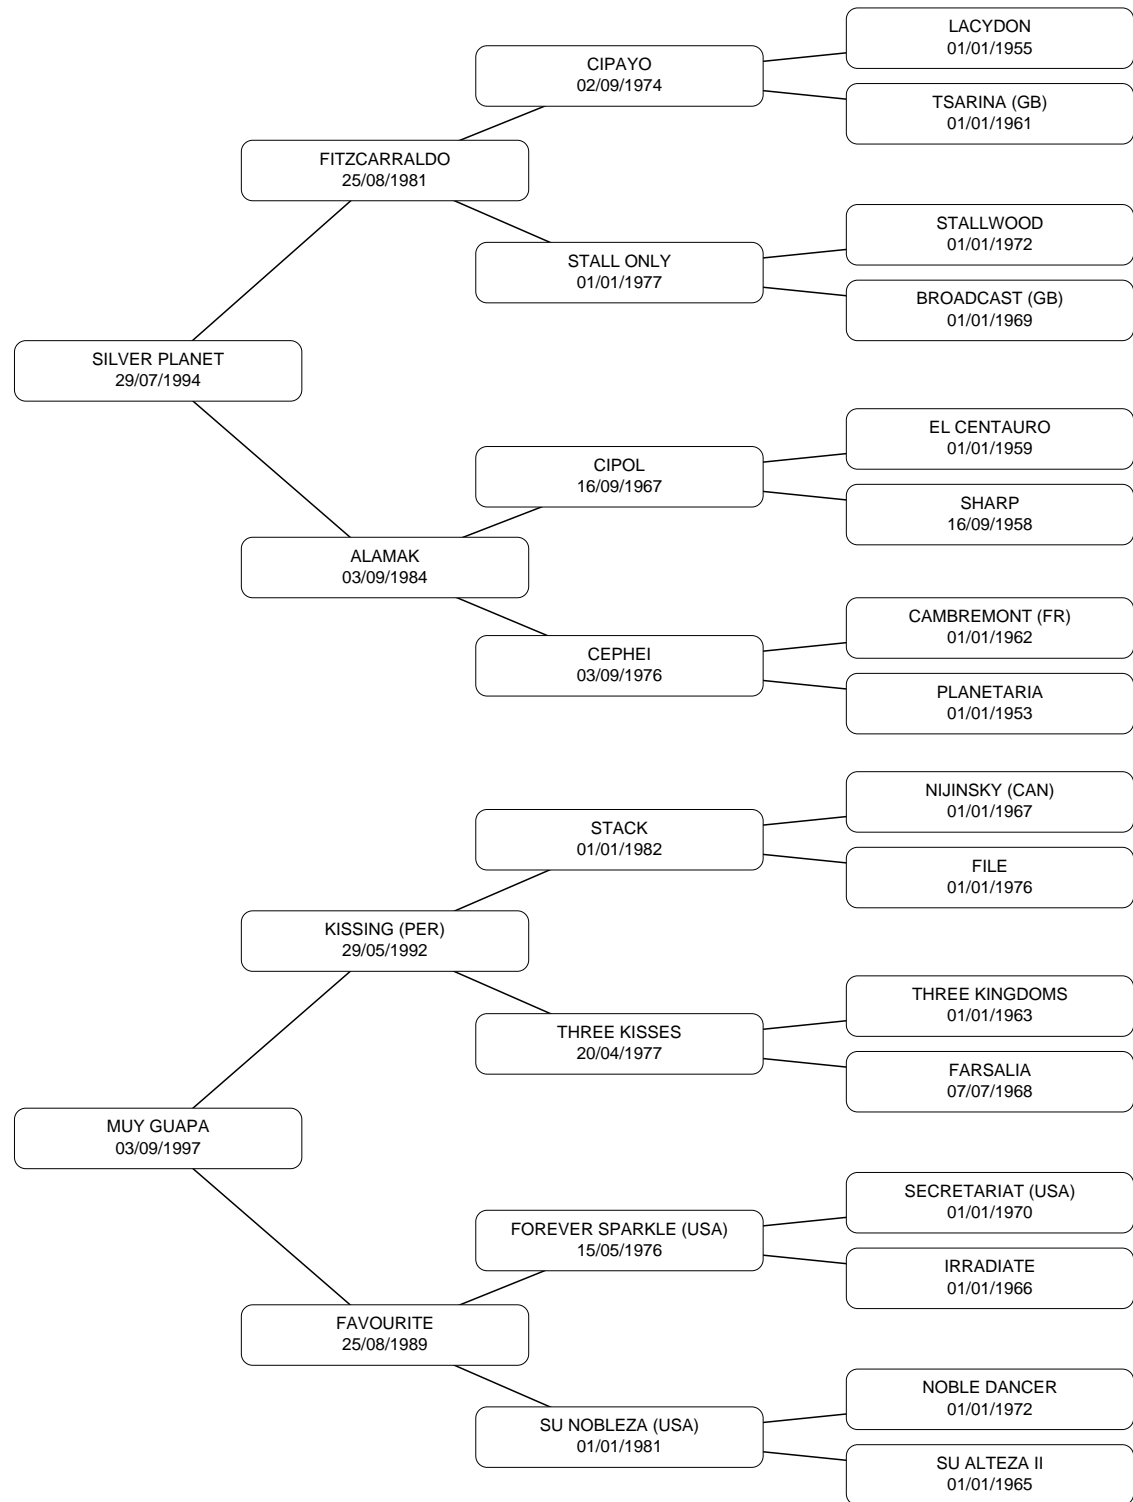 LACYDON
01/01/1955
CIPAYO
02/09/1974
TSARINA (GB)
01/01/1961
FITZCARRALDO
25/08/1981
STALLWOOD
01/01/1972
STALL ONLY
01/01/1977
BROADCAST (GB)
01/01/1969
SILVER PLANET
29/07/1994
EL CENTAURO
01/01/1959
CIPOL
16/09/1967
SHARP
16/09/1958
ALAMAK
03/09/1984
CAMBREMONT (FR)
01/01/1962
CEPHEI
03/09/1976
PLANETARIA
01/01/1953
NIJINSKY (CAN)
01/01/1967
STACK
01/01/1982
FILE
01/01/1976
KISSING (PER)
29/05/1992
THREE KINGDOMS
01/01/1963
THREE KISSES
20/04/1977
FARSALIA
07/07/1968
MUY GUAPA
03/09/1997
SECRETARIAT (USA)
01/01/1970
FOREVER SPARKLE (USA)
15/05/1976
IRRADIATE
01/01/1966
FAVOURITE
25/08/1989
NOBLE DANCER
01/01/1972
SU NOBLEZA (USA)
01/01/1981
SU ALTEZA II
01/01/1965